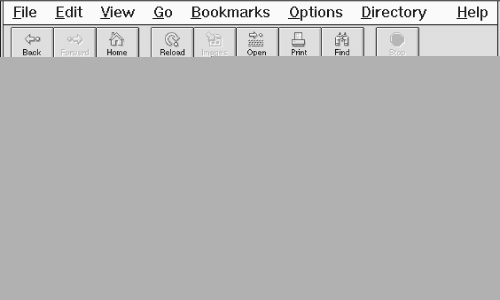 File Edit View Go Bookmarks Options Directory Help
Back Forward Home Reload Images Open Print Find Stop